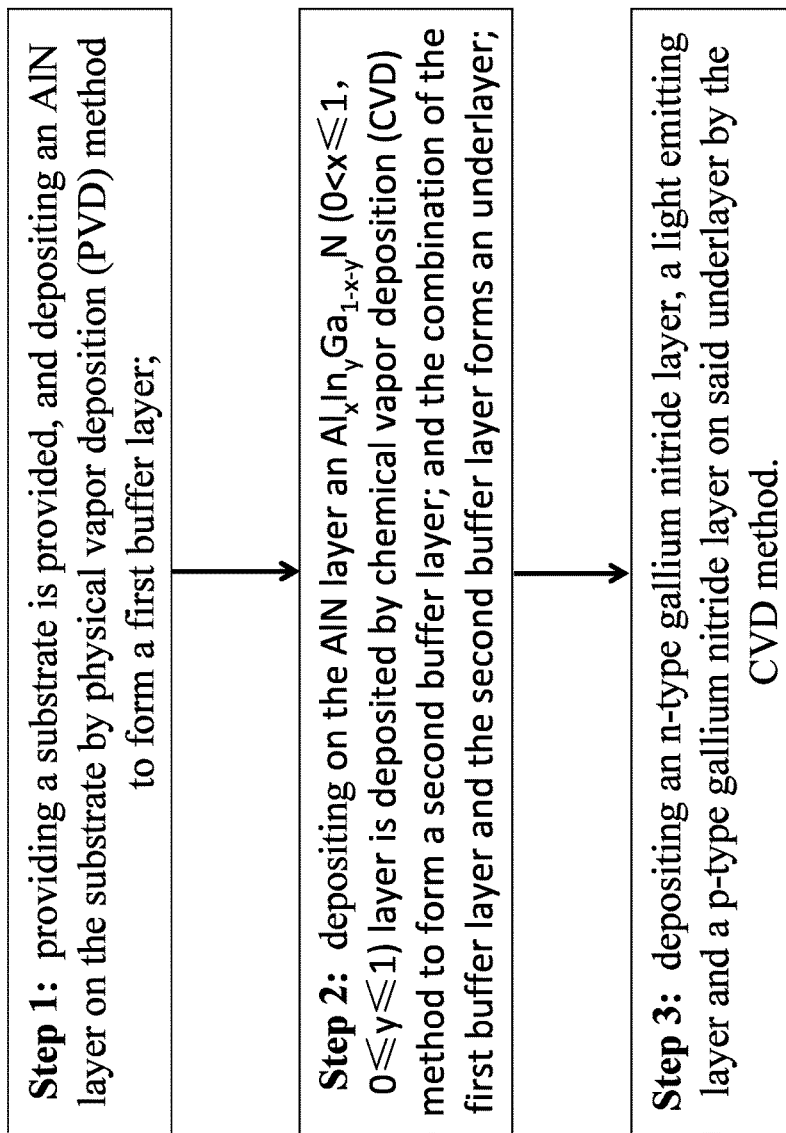 Step 1: providing a substrate is provided, and depositing an AlN
layer on the substrate by physical vapor deposition (PVD) method
to form a first buffer layer;
Step 2: depositing on the AlN layer an AlₓInᵧGa₁₋ₓ₋ᵧN (0<x⩽1,
0⩽y⩽1) layer is deposited by chemical vapor deposition (CVD)
method to form a second buffer layer; and the combination of the
first buffer layer and the second buffer layer forms an underlayer;
Step 3: depositing an n-type gallium nitride layer, a light emitting
layer and a p-type gallium nitride layer on said underlayer by the
CVD method.